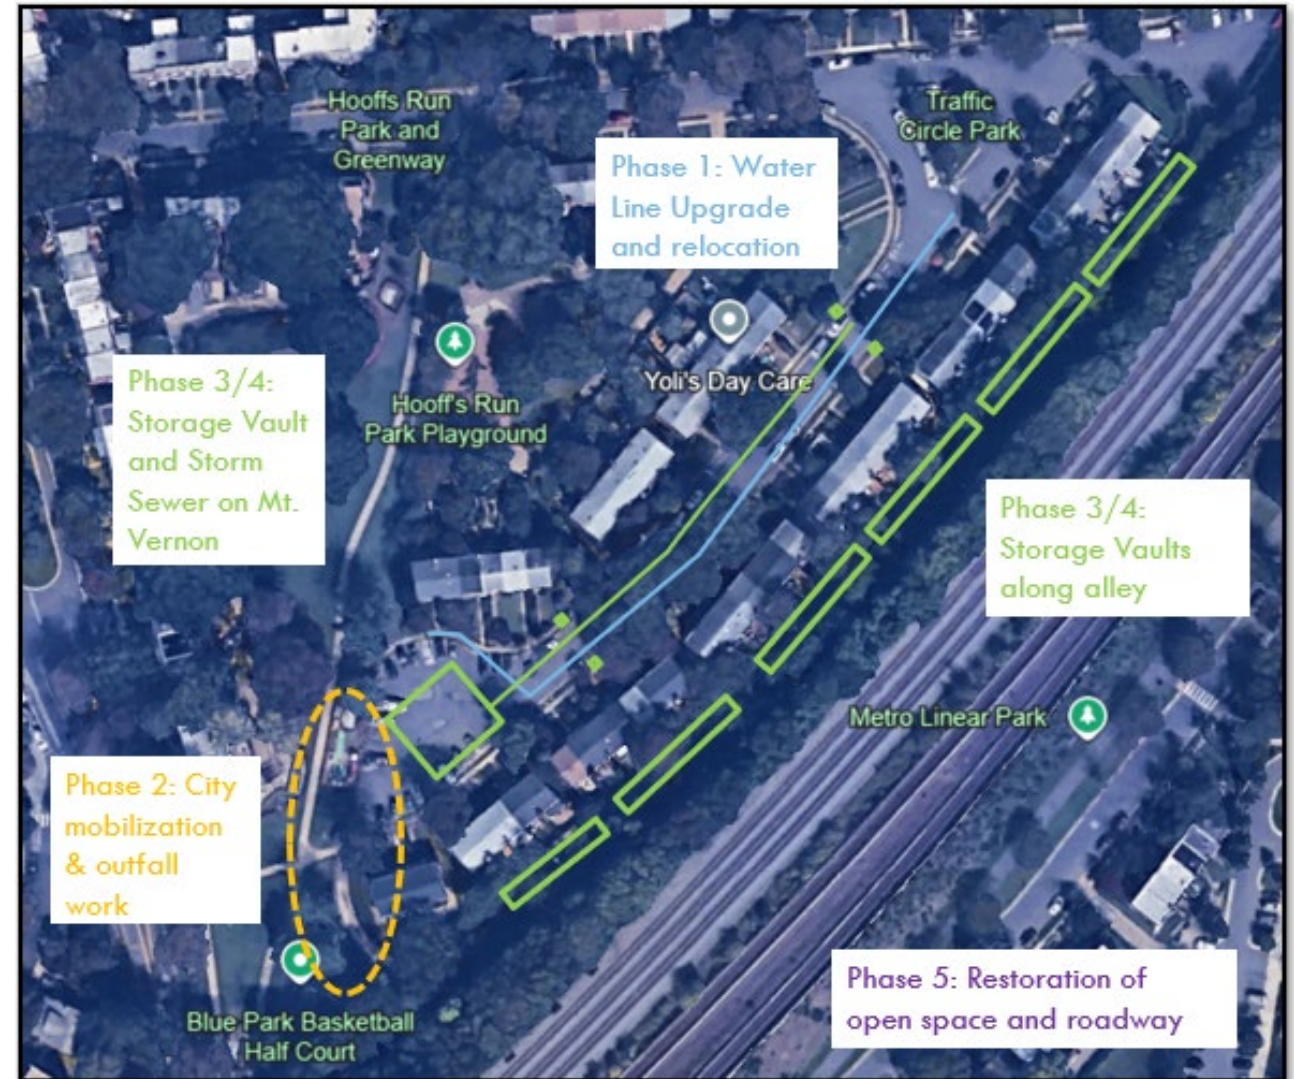 Hooffs Run
Park and
Greenway
Traffic
Circle Park
Phase 1: Water
Line Upgrade
and relocation
Yoli's Day Care
Hooff's Run
Park Playground
Phase 3/4:
Storage Vault
and Storm
Sewer on Mt.
Vernon
Phase 3/4:
Storage Vaults
along alley
Metro Linear Park
Phase 2: City
mobilization
& outfall
work
Blue Park Basketball
Half Court
Phase 5: Restoration of
open space and roadway